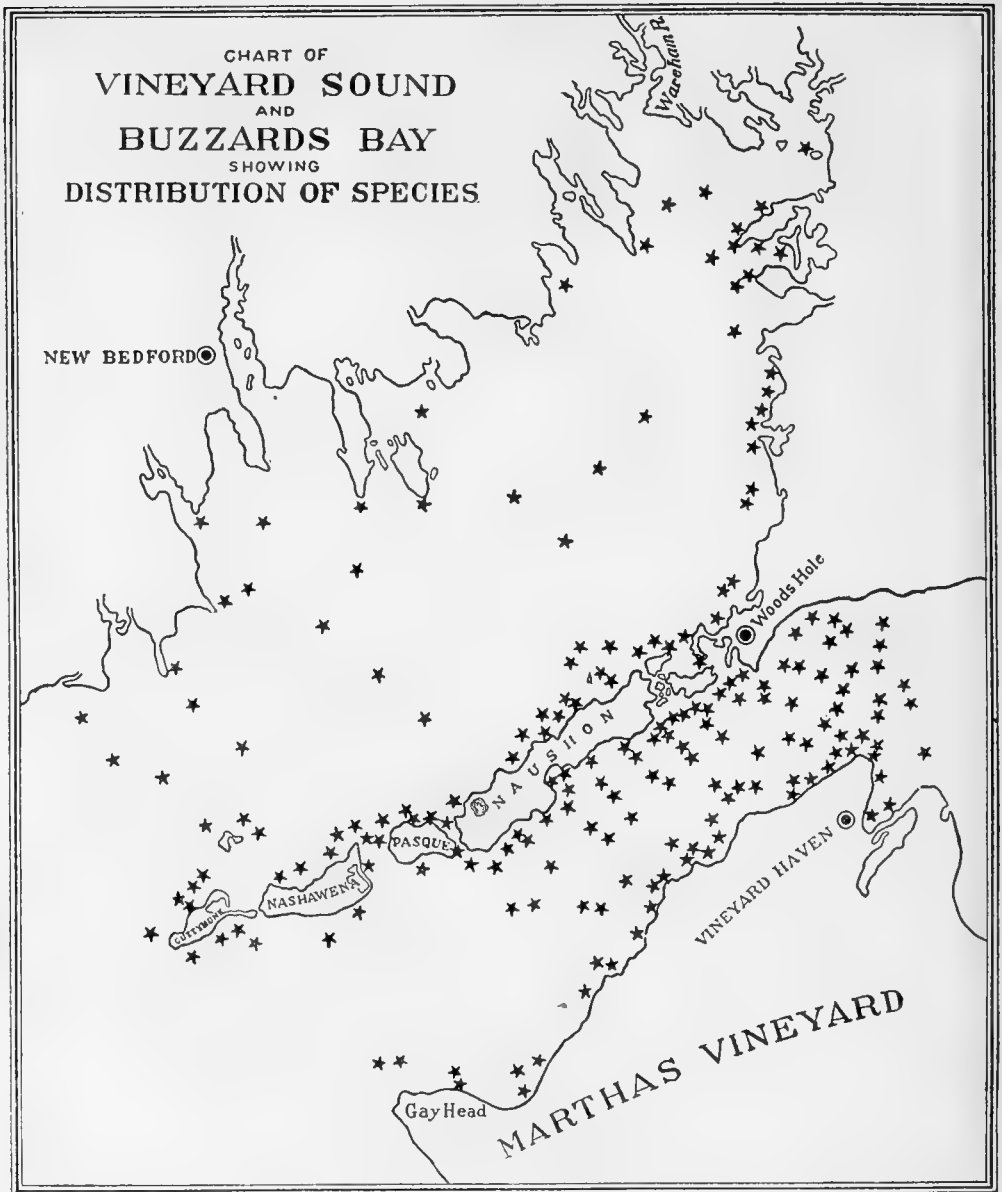 CHART OF
VINEYARD SOUND
AND
BUZZARDS BAY
SHOWING
DISTRIBUTION OF SPECIES
Wareham R.
NEW BEDFORD
Woods Hole
NAUSHON
PASQUE
NASHAWENA
CUTTYHUNK
VINEYARD HAVEN
MARTHAS VINEYARD
Gay Head